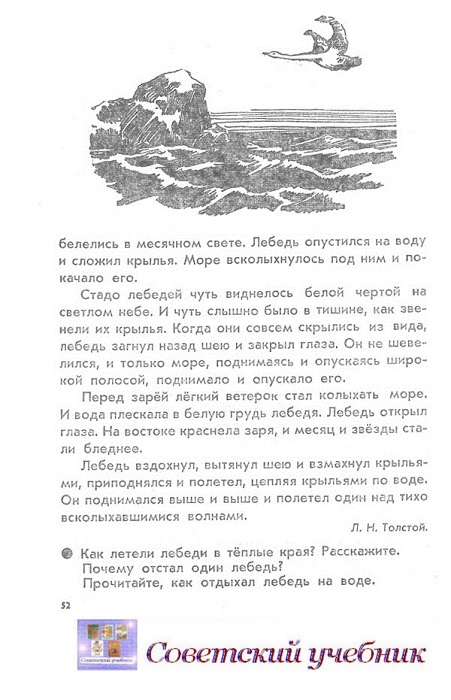 белелись в месячном свете. Лебедь опустился на воду
и сложил крылья. Море всколыхнулось под ним и по-
качало его.
Стадо лебедей чуть виднелось белой чертой на
светлом небе. И чуть слышно было в тишине, как зве-
нели их крылья. Когда они совсем скрылись из вида,
лебедь загнул назад шею и закрыл глаза. Он не шеве-
лился, и только море, поднимаясь и опускаясь широ-
кой полосой, поднимало и опускало его.
Перед зарёй лёгкий ветерок стал колыхать море.
И вода плескала в белую грудь лебедя. Лебедь открыл
глаза. На востоке краснела заря, и месяц и звёзды ста-
ли бледнее.
Лебедь вздохнул, вытянул шею и взмахнул крылья-
ми, приподнялся и полетел, цепляя крыльями по воде.
Он поднимался выше и выше и полетел один над тихо
всколыхавшимися волнами.
Л. Н. Толстой.
Как летели лебеди в тёплые края? Расскажите.
Почему отстал один лебедь?
Прочитайте, как отдыхал лебедь на воде.
52
Советский учебник
Советский учебник